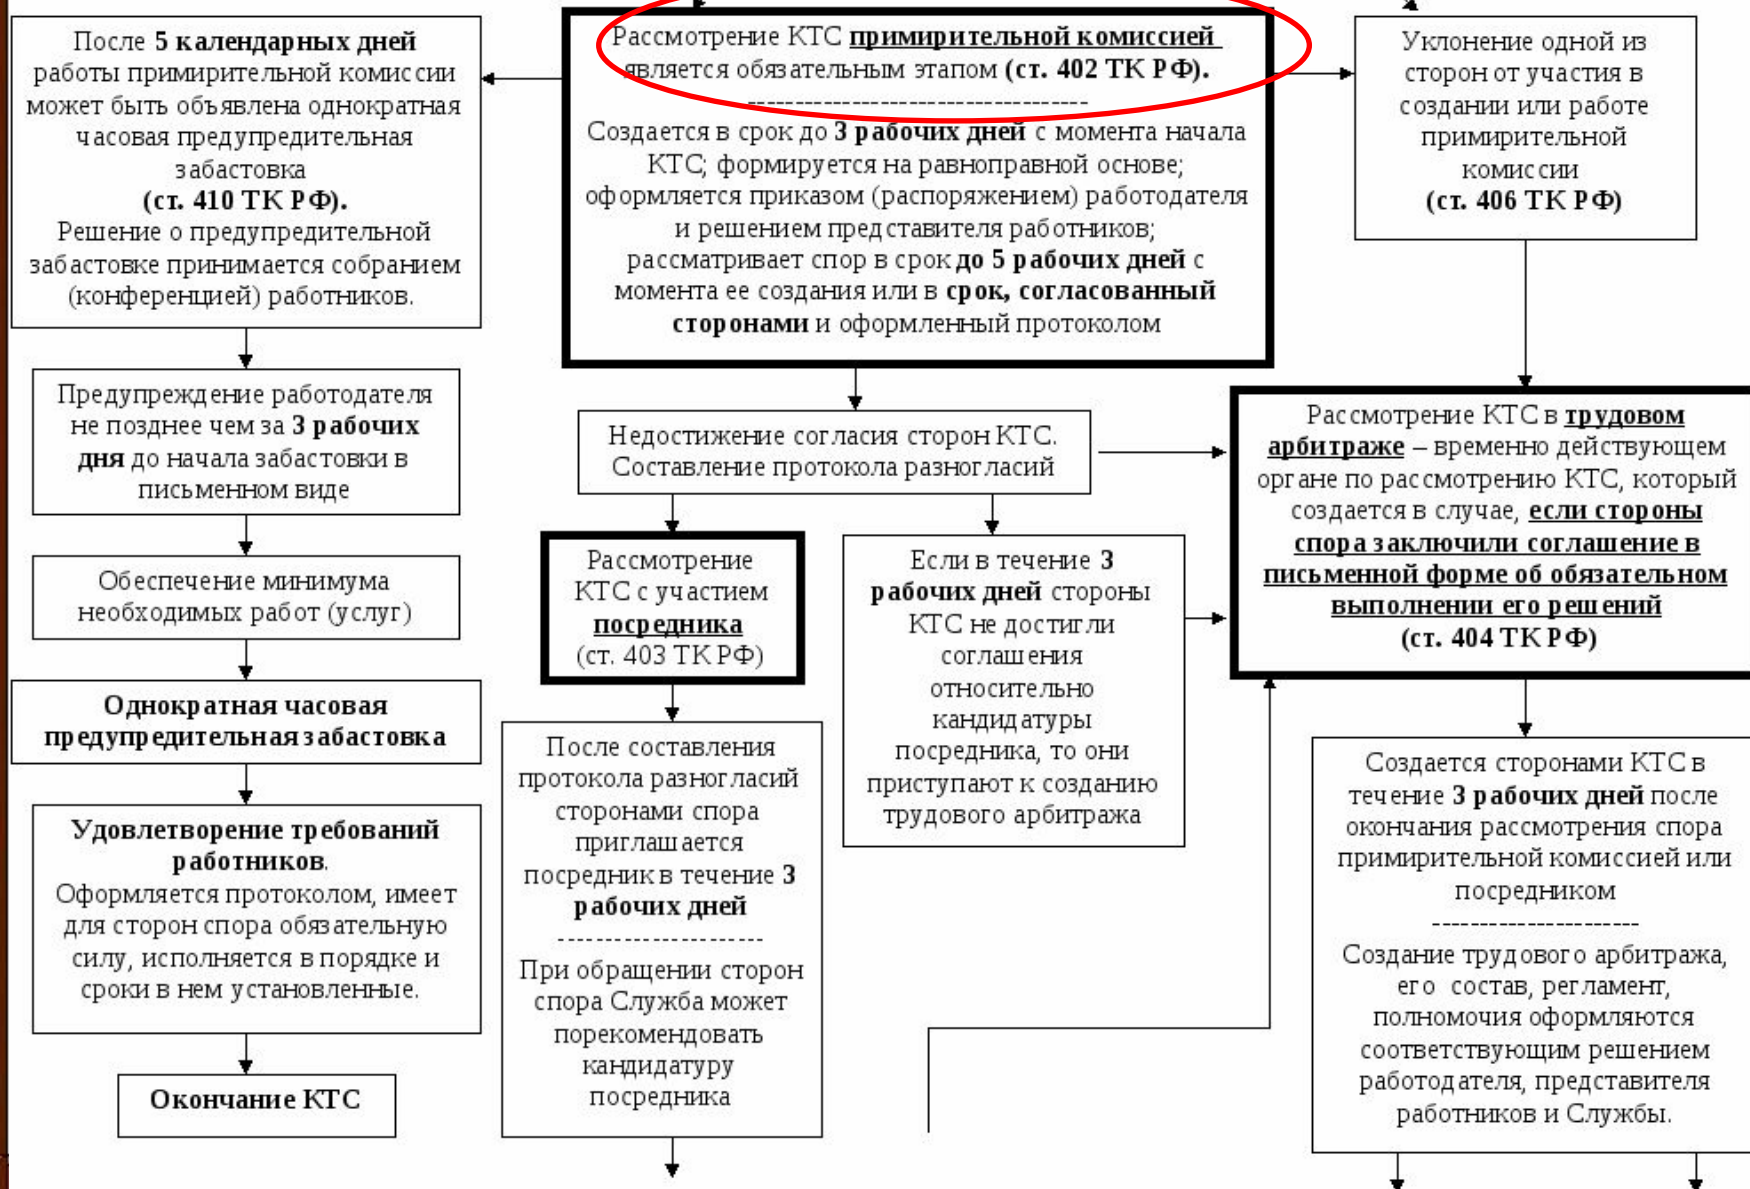 После 5 календарных дней
работы примирительной комиссии
может быть объявлена однократная
часовая предупредительная
забастовка
(ст. 410 ТК РФ).
Решение о предупредительной
забастовке принимается собранием
(конференцией) работников.
Предупреждение работодателя
не позднее чем за 3 рабочих
дня до начала забастовки в
письменном виде
Обеспечение минимума
необходимых работ (услуг)
Однократная часовая
предупредительная забастовка
Удовлетворение требований
работников.
Оформляется протоколом, имеет
для сторон спора обязательную
силу, исполняется в порядке и
сроки в нем установленные.
Окончание КТС
Рассмотрение КТС примирительной комиссией
является обязательным этапом (ст. 402 ТК РФ).
-----------------------------------
Создается в срок до 3 рабочих дней с момента начала
КТС; формируется на равноправной основе;
оформляется приказом (распоряжением) работодателя
и решением представителя работников;
рассматривает спор в срок до 5 рабочих дней с
момента ее создания или в срок, согласованный
сторонами и оформленный протоколом
Недостижение согласия сторон КТС.
Составление протокола разногласий
Рассмотрение
КТС с участием
посредника
(ст. 403 ТК РФ)
После составления
протокола разногласий
сторонами спора
приглашается
посредник в течение 3
рабочих дней
----------------------
При обращении сторон
спора Служба может
порекомендовать
кандидатуру
посредника
Если в течение 3
рабочих дней стороны
КТС не достигли
соглашения
относительно
кандидатуры
посредника, то они
приступают к созданию
трудового арбитража
Уклонение одной из
сторон от участия в
создании или работе
примирительной
комиссии
(ст. 406 ТК РФ)
Рассмотрение КТС в трудовом
арбитраже – временно действующем
органе по рассмотрению КТС, который
создается в случае, если стороны
спора заключили соглашение в
письменной форме об обязательном
выполнении его решений
(ст. 404 ТК РФ)
Создается сторонами КТС в
течение 3 рабочих дней после
окончания рассмотрения спора
примирительной комиссией или
посредником
----------------------
Создание трудового арбитража,
его состав, регламент,
полномочия оформляются
соответствующим решением
работодателя, представителя
работников и Службы.